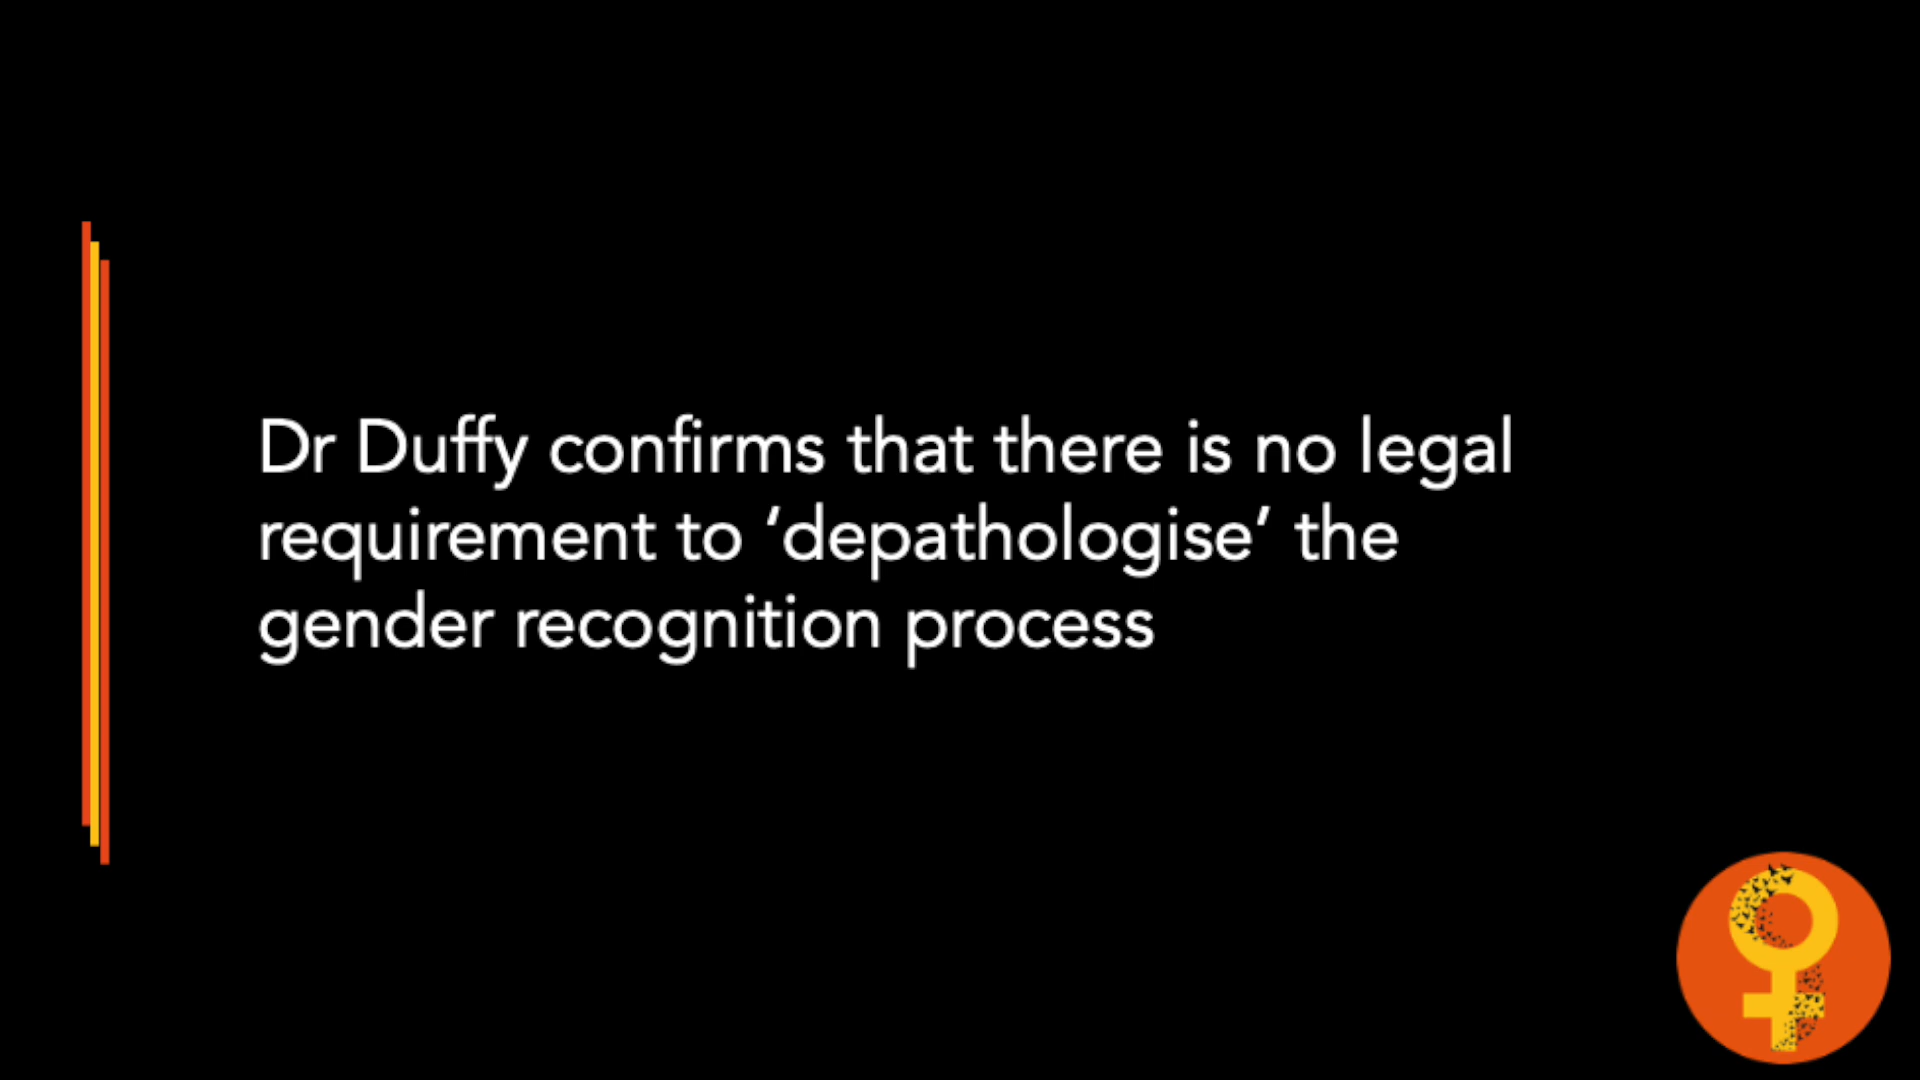 Dr Duffy confirms that there is no legal
requirement to ‘depathologise’ the
gender recognition process